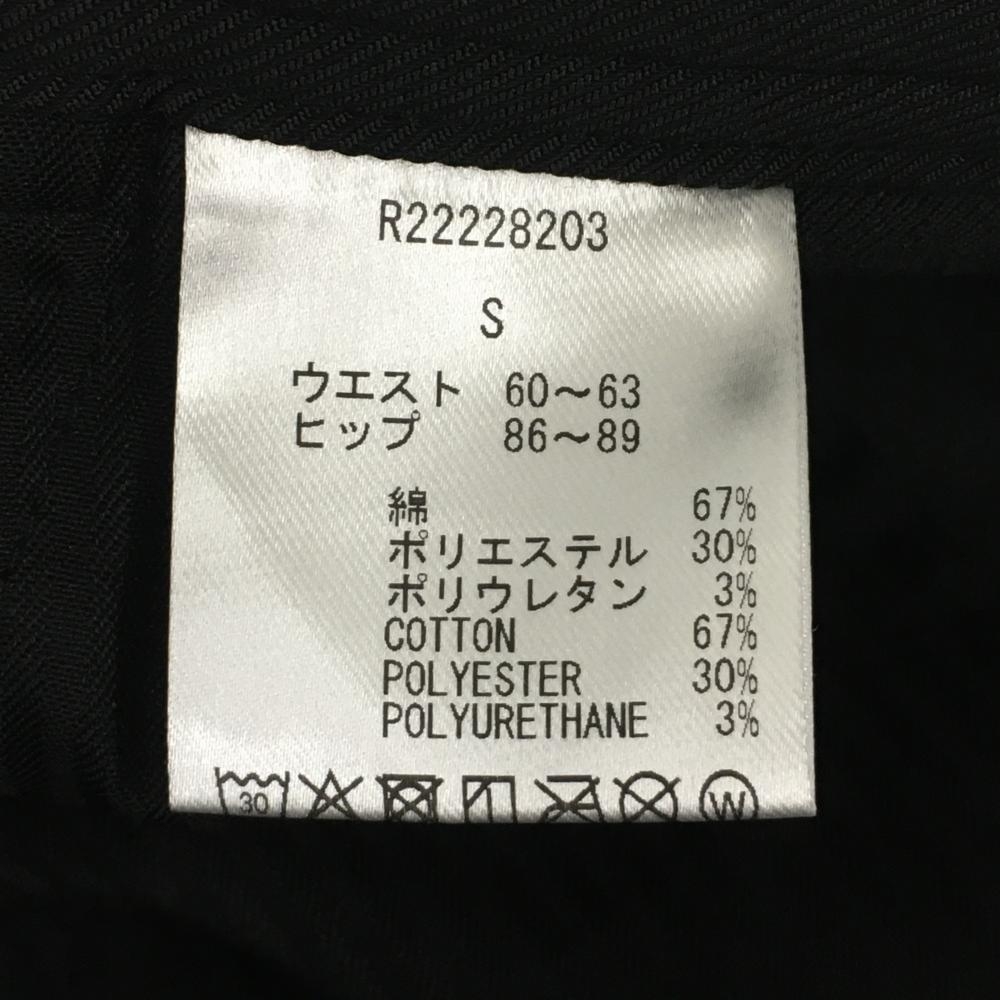 R22228203
S
ウエスト 60～63
ヒップ 86～89
綿 67%
ポリエステル 30%
ポリウレタン 3%
COTTON 67%
POLYESTER 30%
POLYURETHANE 3%
30 W